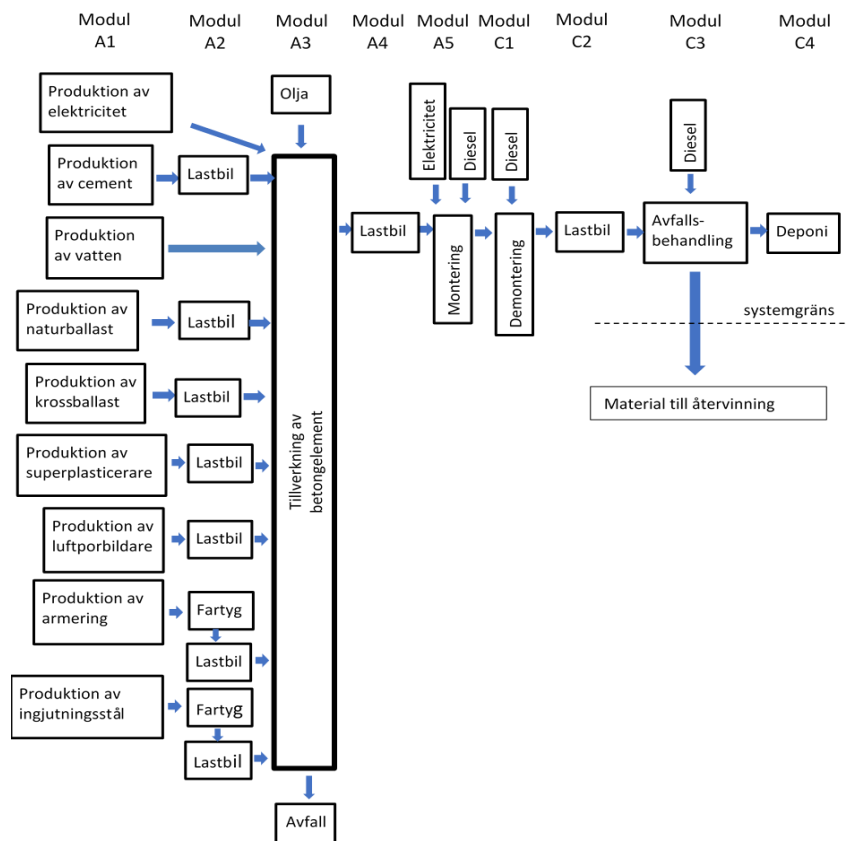 Modul
A1
Modul
A2
Modul
A3
Modul
A4
Modul
A5
Modul
C1
Modul
C2
Modul
C3
Modul
C4
Produktion av
elektricitet
Olja
Elektricitet
Diesel
Diesel
Diesel
Produktion
av cement
Lastbil
Produktion
av vatten
Lastbil
Montering
Demontering
Lastbil
Avfalls-
behandling
Deponi
systemgräns
Produktion av
naturballast
Lastbil
Produktion av
krossballast
Lastbil
Material till återvinning
Tillverkning av
betongelement
Produktion av
superplasticerare
Lastbil
Produktion av
luftporbildare
Lastbil
Produktion av
armering
Fartyg
Lastbil
Produktion av
ingjutningsstål
Fartyg
Lastbil
Avfall